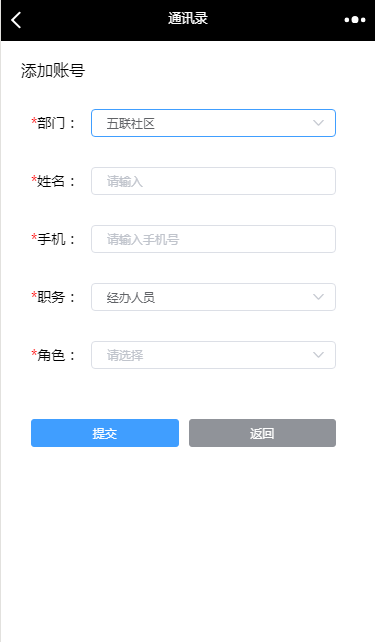 通讯录
添加账号
*部门： 五联社区
*姓名： 请输入
*手机： 请输入手机号
*职务： 经办人员
*角色： 请选择
提交 返回